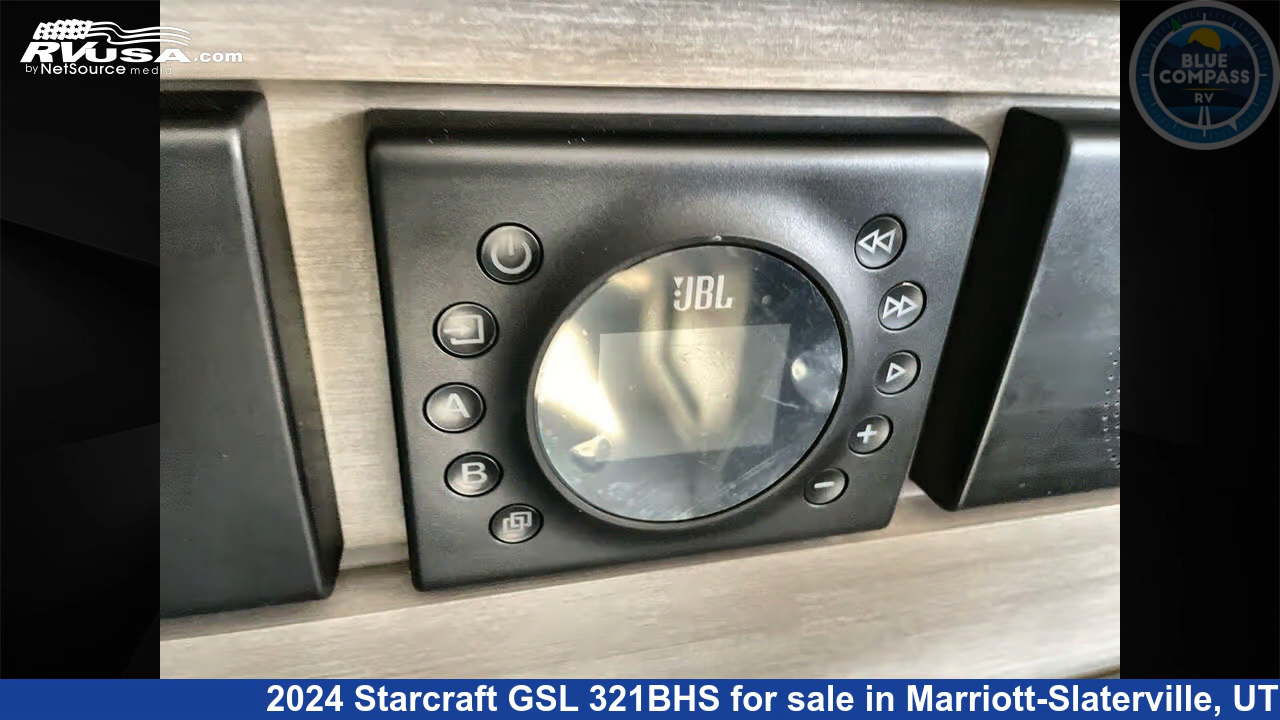 RVUSA.com
by NetSource media
BLUE
COMPASS
RV
JBL
A
B
2024 Starcraft GSL 321BHS for sale in Marriott-Slaterville, UT